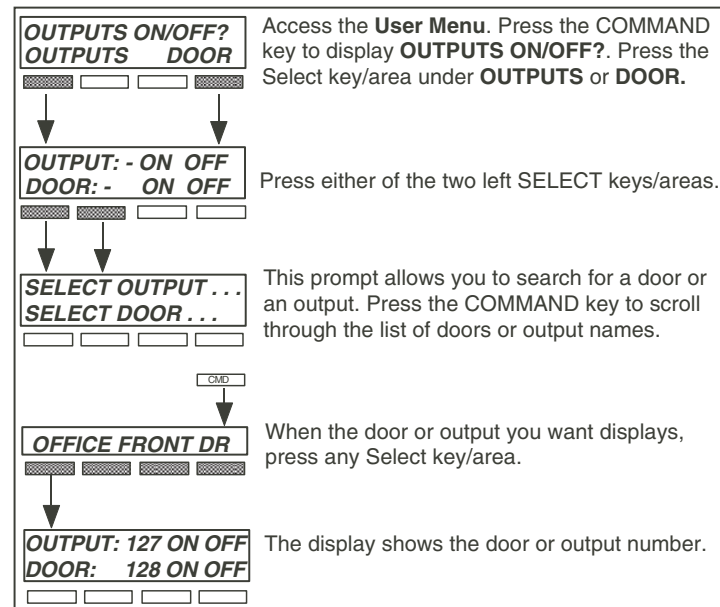 OUTPUTS ON/OFF?
OUTPUTS DOOR
Access the User Menu. Press the COMMAND
key to display OUTPUTS ON/OFF?. Press the
Select key/area under OUTPUTS or DOOR.
OUTPUT: - ON OFF
DOOR: - ON OFF
Press either of the two left SELECT keys/areas.
SELECT OUTPUT . . .
SELECT DOOR . . .
This prompt allows you to search for a door or
an output. Press the COMMAND key to scroll
through the list of doors or output names.
CMD
OFFICE FRONT DR
When the door or output you want displays,
press any Select key/area.
OUTPUT: 127 ON OFF
DOOR: 128 ON OFF
The display shows the door or output number.